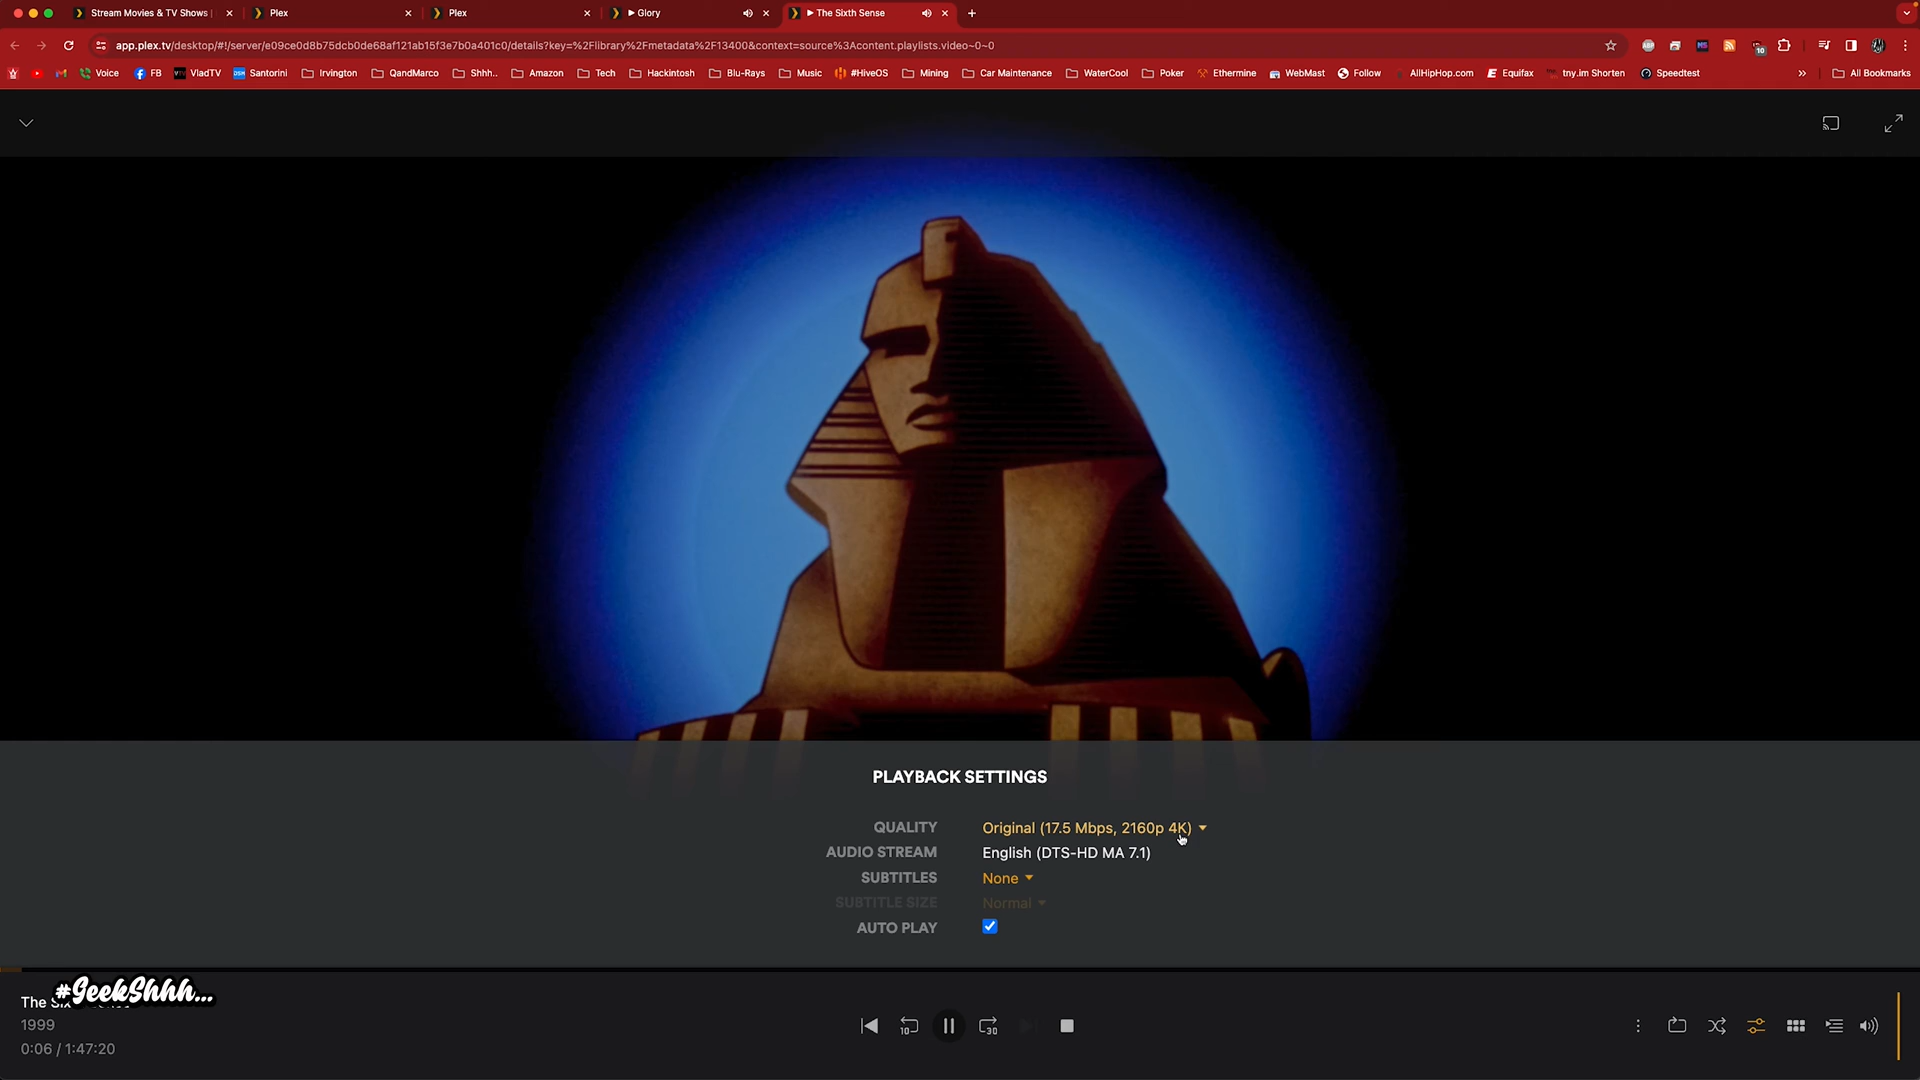 Stream Movies & TV Shows
Plex
Plex
Glory
The Sixth Sense
app.plex.tv/desktop/#!/server/e09ce0d8b75dcb0de68af121ab15f3e7b0a401c0/details?key=%2Flibrary%2Fmetadata%2F13400&context=source%3Acontent.playlists.video~0~0
Voice
FB
VladTV
Santorini
Irvington
QandMarco
Shhh..
Amazon
Tech
Hackintosh
Blu-Rays
Music
#HiveOS
Mining
Car Maintenance
WaterCool
Poker
Ethermine
WebMast
Follow
AllHipHop.com
Equifax
tny.im Shorten
Speedtest
All Bookmarks
PLAYBACK SETTINGS
QUALITY Original (17.5 Mbps, 2160p 4K)
AUDIO STREAM English (DTS-HD MA 7.1)
SUBTITLES None
SUBTITLE SIZE Normal
AUTO PLAY
#GeekShhh...
The
1999
0:06 / 1:47:20
10
30